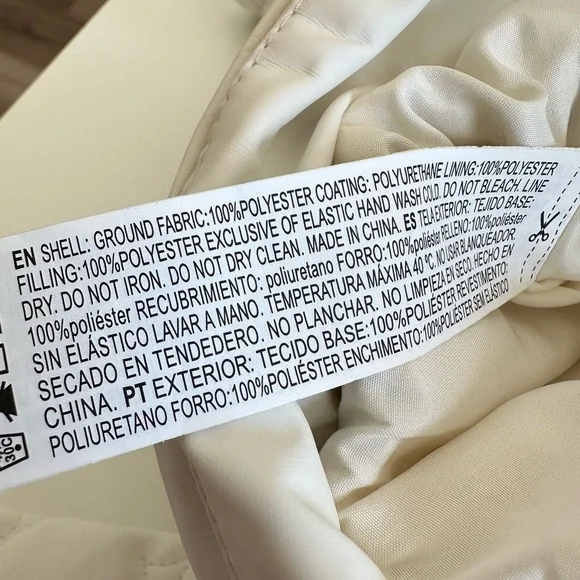 EN SHELL: GROUND FABRIC:100%POLYESTER COATING: POLYURETHANE LINING:100%POLYESTER
FILLING:100%POLYESTER EXCLUSIVE OF ELASTIC HAND WASH COLD. DO NOT BLEACH. LINE
DRY. DO NOT IRON. DO NOT DRY CLEAN. MADE IN CHINA. ES TELA EXTERIOR: TEJIDO BASE:
100%poliéster RECUBRIMENTO: poliuretano FORRO:100%poliéster RELLENO:100%poliéster
SIN ELÁSTICO LAVAR A MANO. TEMPERATURA MÁXIMA 40 ºC. NO USAR BLANQUEADOR.
SECADO EN TENDEDERO. NO PLANCHAR. NO LIMPIEZA EN SECO. HECHO EN
CHINA. PT EXTERIOR: TECIDO BASE:100%POLIÉSTER REVESTIMENTO:
POLIURETANO FORRO:100%POLIÉSTER ENCHIMENTO:100%POLIÉSTER SEM ELÁSTICO
30C